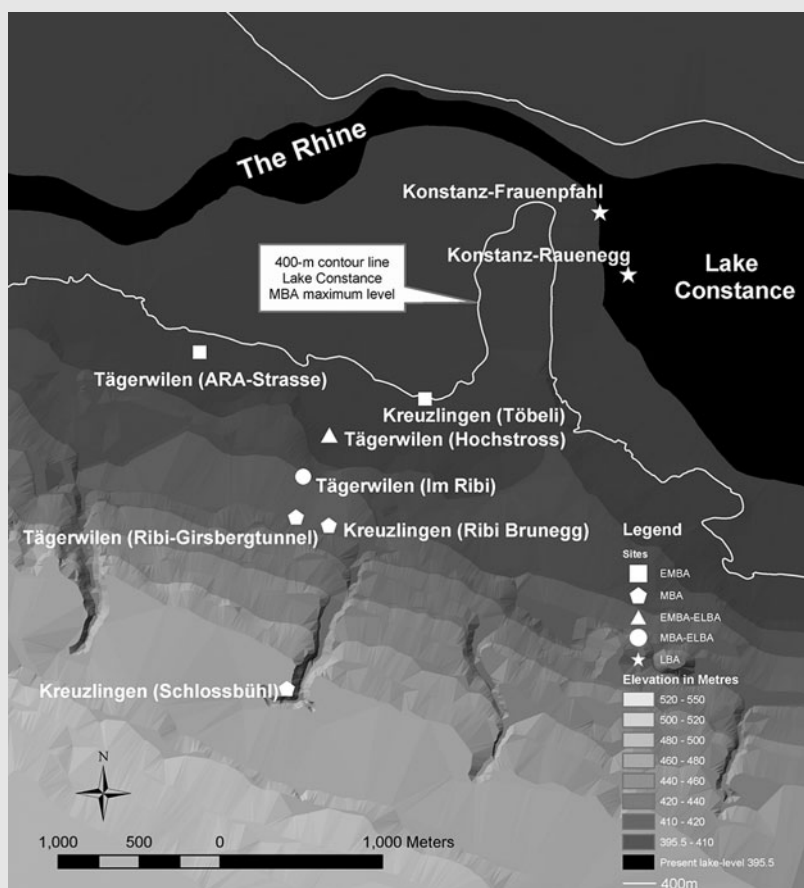 The Rhine
Konstanz-Frauenpfahl
Konstanz-Rauenegg
Lake
Constance
400-m contour line
Lake Constance
MBA maximum level
Tägerwilen (ARA-Strasse)
Kreuzlingen (Töbeli)
Tägerwilen (Hochstross)
Tägerwilen (Im Ribi)
Tägerwilen (Ribi-Girsbergtunnel)
Kreuzlingen (Ribi Brunegg)
Kreuzlingen (Schlossbühl)
Legend
Sites
EMBA
MBA
EMBA-ELBA
MBA-ELBA
LBA
Elevation in Metres
520 - 550
500 - 520
480 - 500
460 - 480
440 - 460
420 - 440
410 - 420
395.5 - 410
Present lake-level 395.5
400m
N
1,000 500 0 1,000 Meters